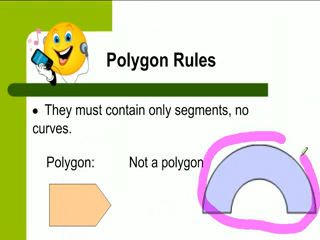 Polygon Rules
• They must contain only segments, no
curves.
Polygon: Not a polygon